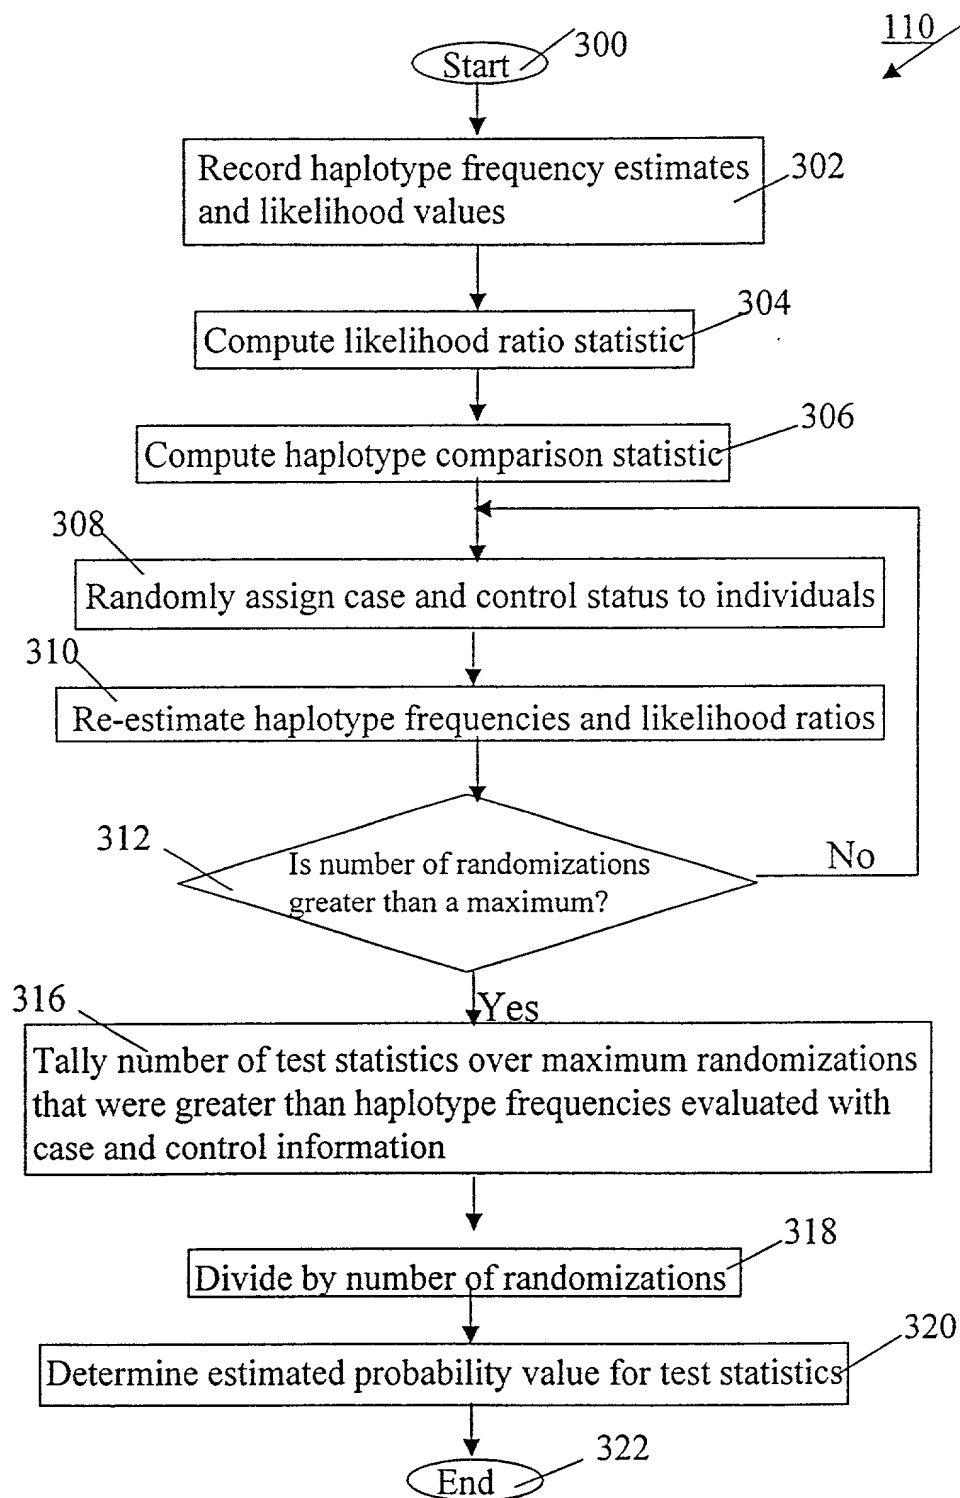 110
300
Start
Record haplotype frequency estimates
and likelihood values
302
304
Compute likelihood ratio statistic
306
Compute haplotype comparison statistic
308
Randomly assign case and control status to individuals
310
Re-estimate haplotype frequencies and likelihood ratios
312
Is number of randomizations
greater than a maximum?
No
316
Yes
Tally number of test statistics over maximum randomizations
that were greater than haplotype frequencies evaluated with
case and control information
318
Divide by number of randomizations
320
Determine estimated probability value for test statistics
322
End